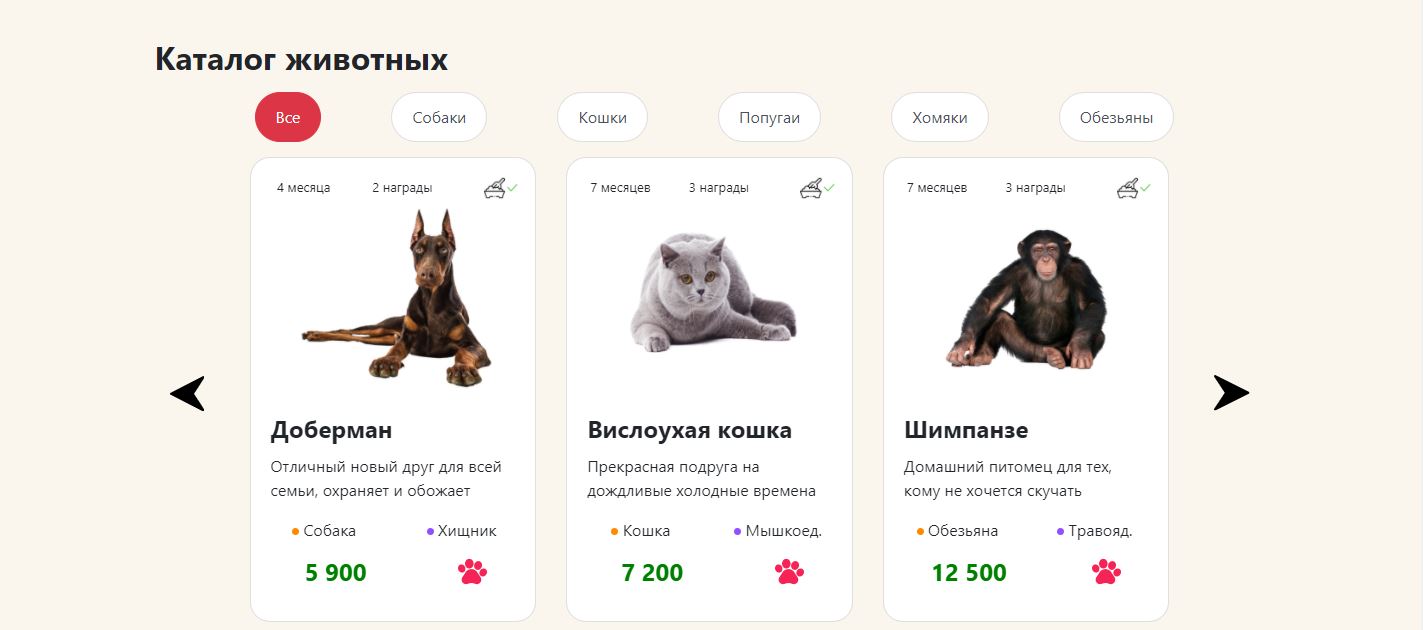 Каталог животных
Все
Собаки
Кошки
Попугаи
Хомяки
Обезьяны
4 месяца
2 награды
Доберман
Отличный новый друг для всей
семьи, охраняет и обожает
Собака
Хищник
5 900
7 месяцев
3 награды
Вислоухая кошка
Прекрасная подруга на
дождливые холодные времена
Кошка
Мышкоед.
7 200
7 месяцев
3 награды
Шимпанзе
Домашний питомец для тех,
кому не хочется скучать
Обезьяна
Травояд.
12 500